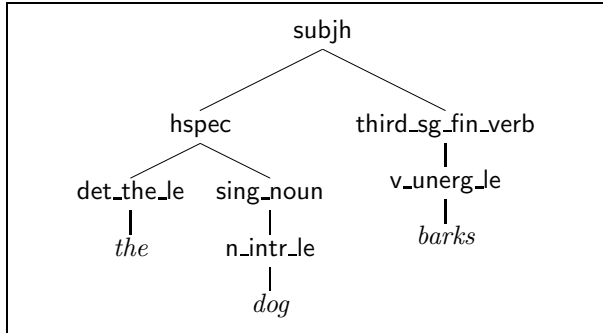 subjh
hspec third_sg_fin_verb
det_the_le sing_noun v_unerg_le
the n_intr_le barks
dog